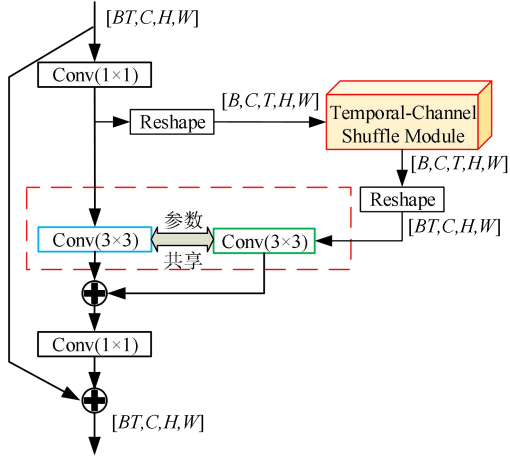 [BT,C,H,W]
Conv(1×1)
Reshape
[B,C,T,H,W]
Temporal-Channel
Shuffle Module
[B,C,T,H,W]
Reshape
[BT,C,H,W]
Conv(3×3)
参数
共享
Conv(3×3)
Conv(1×1)
[BT,C,H,W]